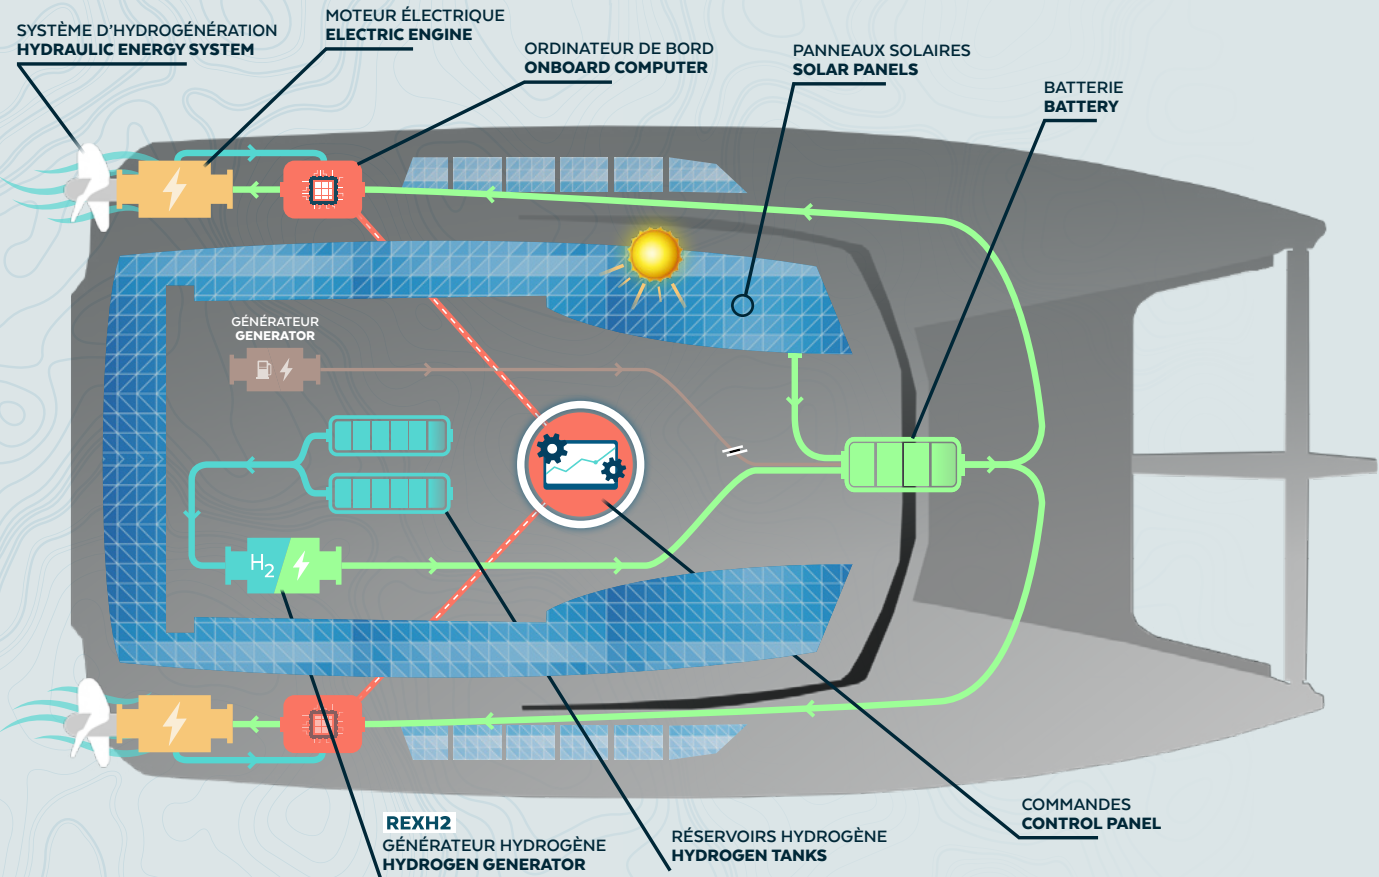 SYSTÈME D'HYDROGÉNÉRATION
HYDRAULIC ENERGY SYSTEM
MOTEUR ÉLECTRIQUE
ELECTRIC ENGINE
ORDINATEUR DE BORD
ONBOARD COMPUTER
PANNEAUX SOLAIRES
SOLAR PANELS
BATTERIE
BATTERY
GÉNÉRATEUR
GENERATOR
H2
REXH2
GÉNÉRATEUR HYDROGÈNE
HYDROGEN GENERATOR
RÉSERVOIRS HYDROGÈNE
HYDROGEN TANKS
COMMANDES
CONTROL PANEL